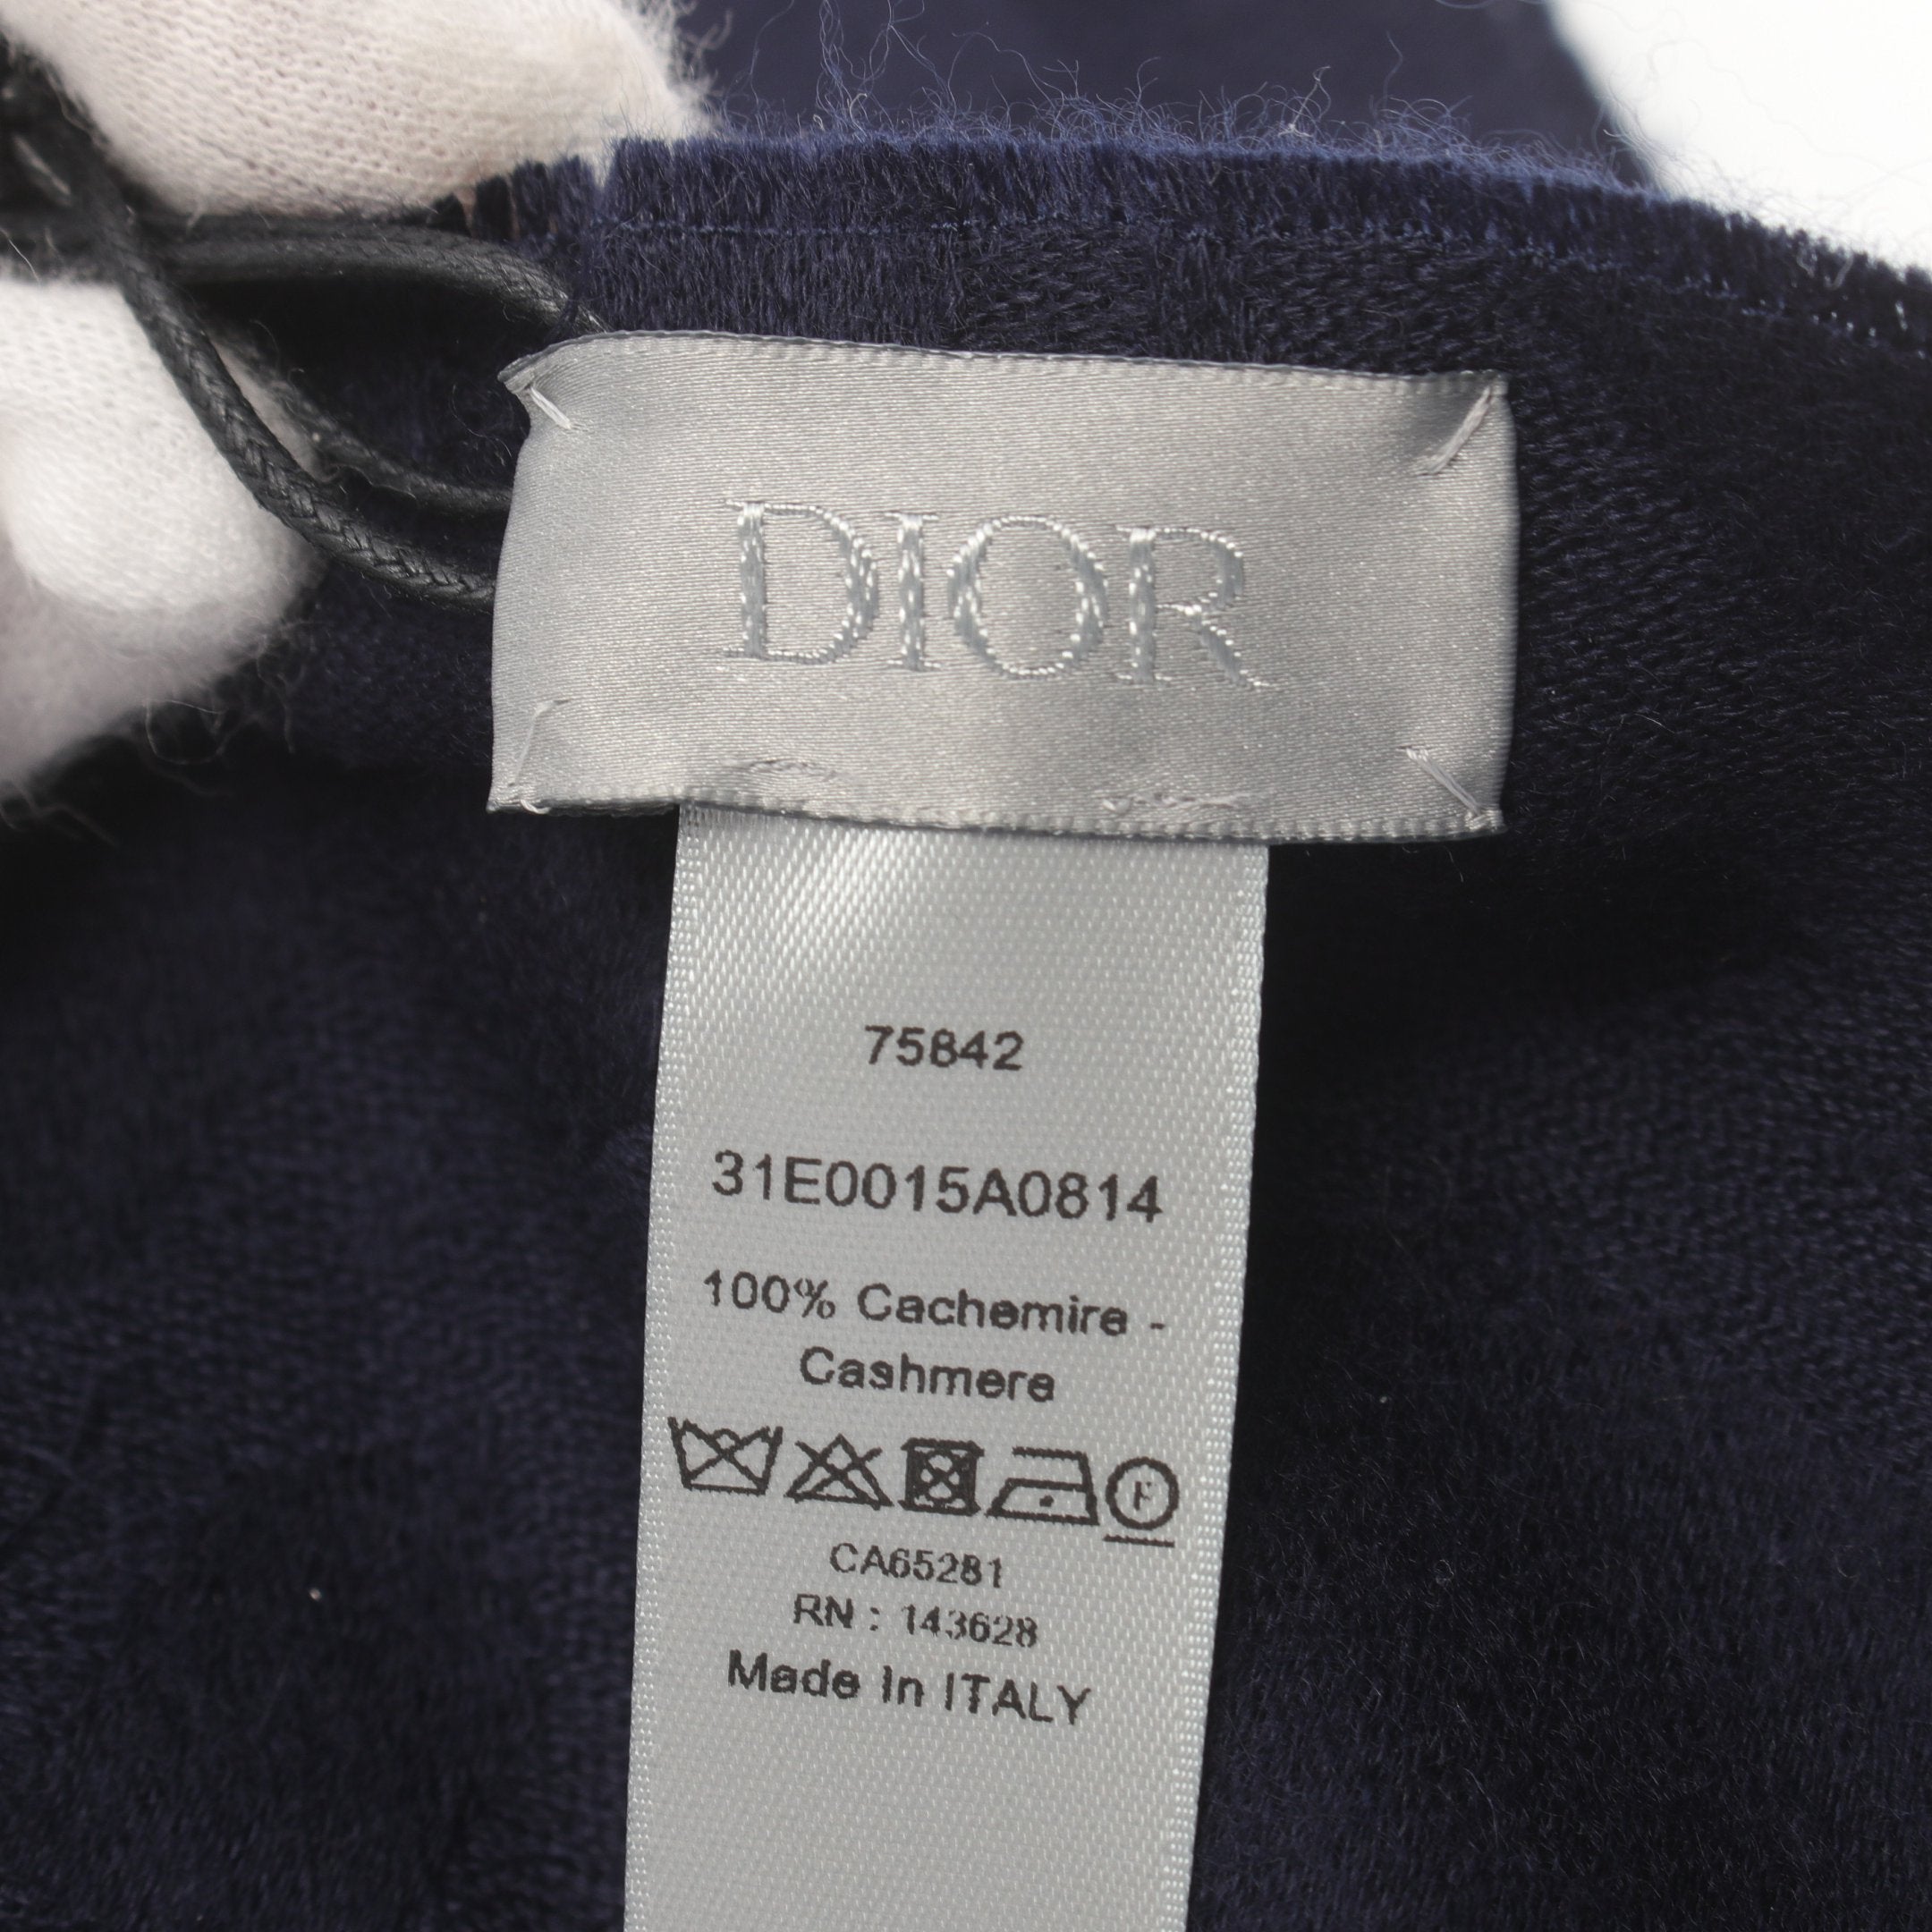 DIOR
75842
31E0015A0814
100% Cachemire -
Cashmere
F
CA65281
RN : 143628
Made In ITALY